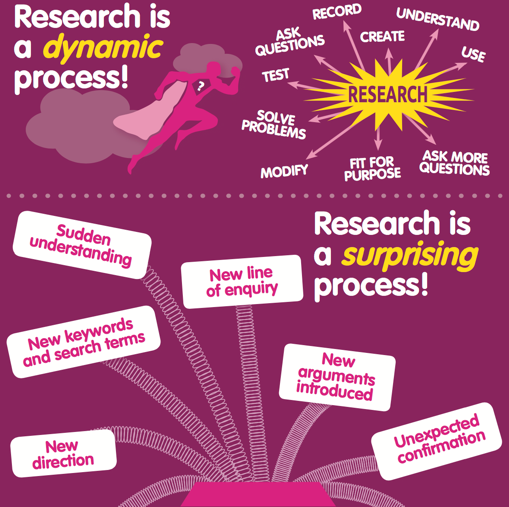 Research is
a dynamic
process!
?
RECORD
UNDERSTAND
ASK
QUESTIONS
CREATE
USE
TEST
RESEARCH
SOLVE
PROBLEMS
MODIFY
FIT FOR
PURPOSE
ASK MORE
QUESTIONS
Research is
a surprising
process!
Sudden
understanding
New line
of enquiry
New keywords
and search terms
New
arguments
introduced
New
direction
Unexpected
confirmation